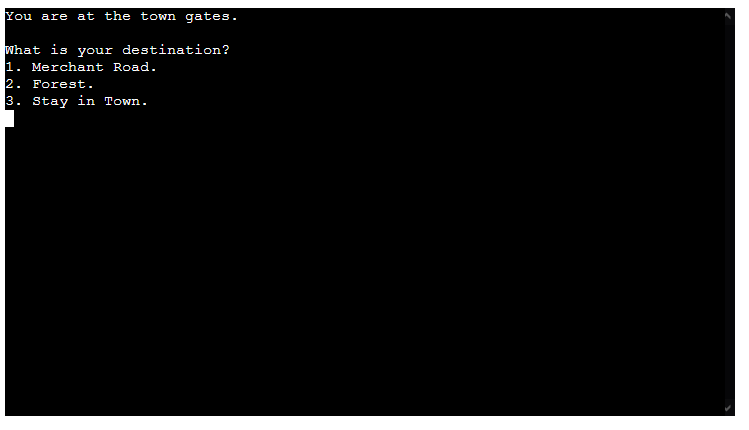 You are at the town gates.
What is your destination?
1. Merchant Road.
2. Forest.
3. Stay in Town.